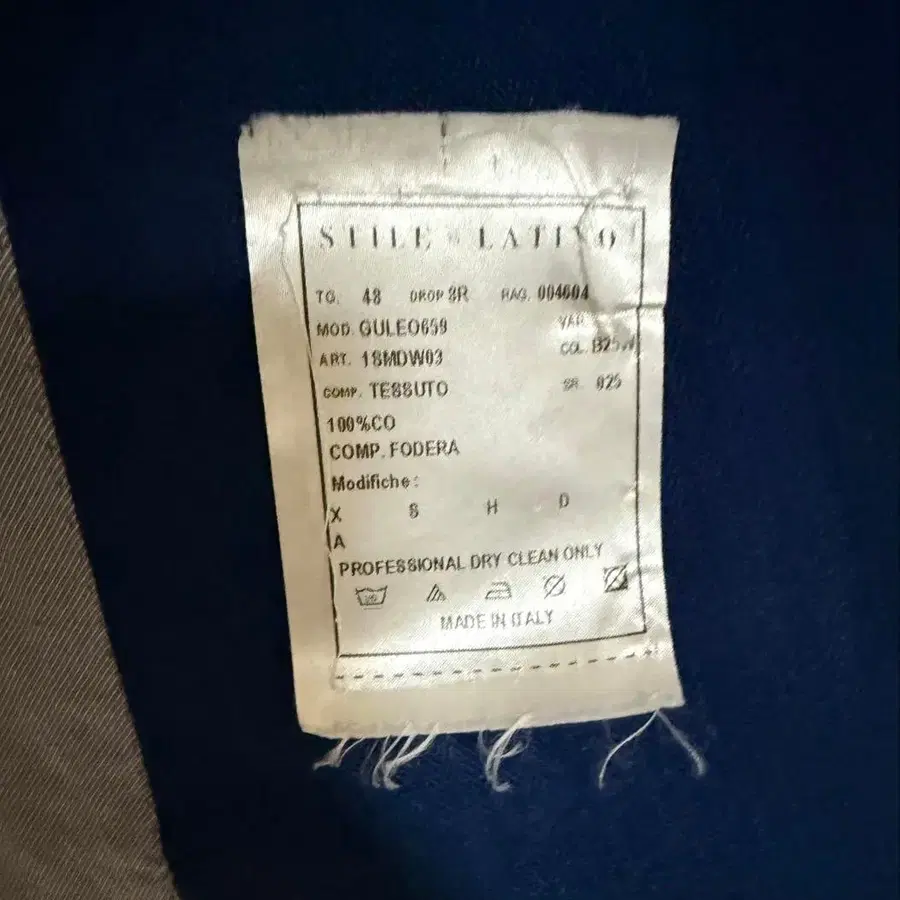 STILE LATINO
TG. 48 DROP 8R RAG. 004604
MOD. GULEO659 VAR
ART. 18MDW03 COL. B25W
COMP. TESSUTO SR. 025
100%CO
COMP. FODERA
Modifiche:
X S H D
A
PROFESSIONAL DRY CLEAN ONLY
MADE IN ITALY